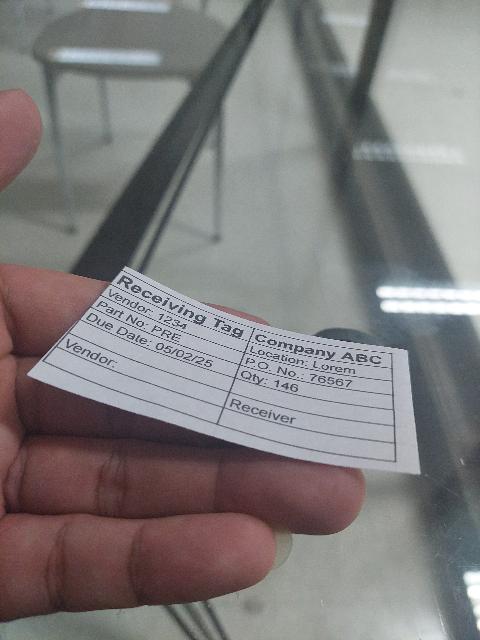 Receiving Tag
Vendor: 1234
Part No: PRE
Due Date: 05/02/25
Vendor:
Company ABC
Location: Lorem
P.O. No.: 76567
Qty: 146
Receiver